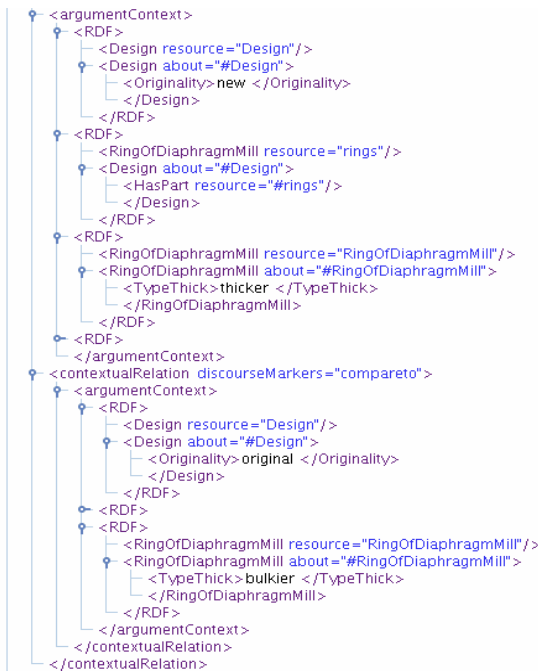 <argumentContext>
<RDF>
<Design resource="Design"/>
<Design about="#Design">
<Originality>new </Originality>
</Design>
</RDF>
<RDF>
<RingOfDiaphragmMill resource="rings"/>
<Design about="#Design">
<HasPart resource="#rings"/>
</Design>
</RDF>
<RDF>
<RingOfDiaphragmMill resource="RingOfDiaphragmMill"/>
<RingOfDiaphragmMill about="#RingOfDiaphragmMill">
<TypeThick>thicker </TypeThick>
</RingOfDiaphragmMill>
</RDF>
<RDF>
</argumentContext>
<contextualRelation discourseMarkers="compareto">
<argumentContext>
<RDF>
<Design resource="Design"/>
<Design about="#Design">
<Originality>original </Originality>
</Design>
</RDF>
<RDF>
<RDF>
<RingOfDiaphragmMill resource="RingOfDiaphragmMill"/>
<RingOfDiaphragmMill about="#RingOfDiaphragmMill">
<TypeThick>bulkier </TypeThick>
</RingOfDiaphragmMill>
</RDF>
</argumentContext>
</contextualRelation>
</contextualRelation>